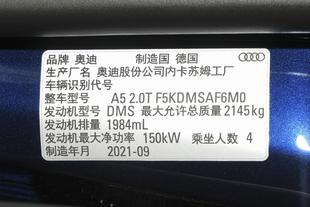 品牌 奥迪 制造国 德国
生产厂名 奥迪股份公司内卡苏姆工厂
车辆识别代号
整车型号 A5 2.0T F5KDMSAF6M0
发动机型号 DMS 最大允许总质量 2145kg
发动机排量 1984mL
发动机最大净功率 150kW 乘坐人数 4
制造年月 2021-09